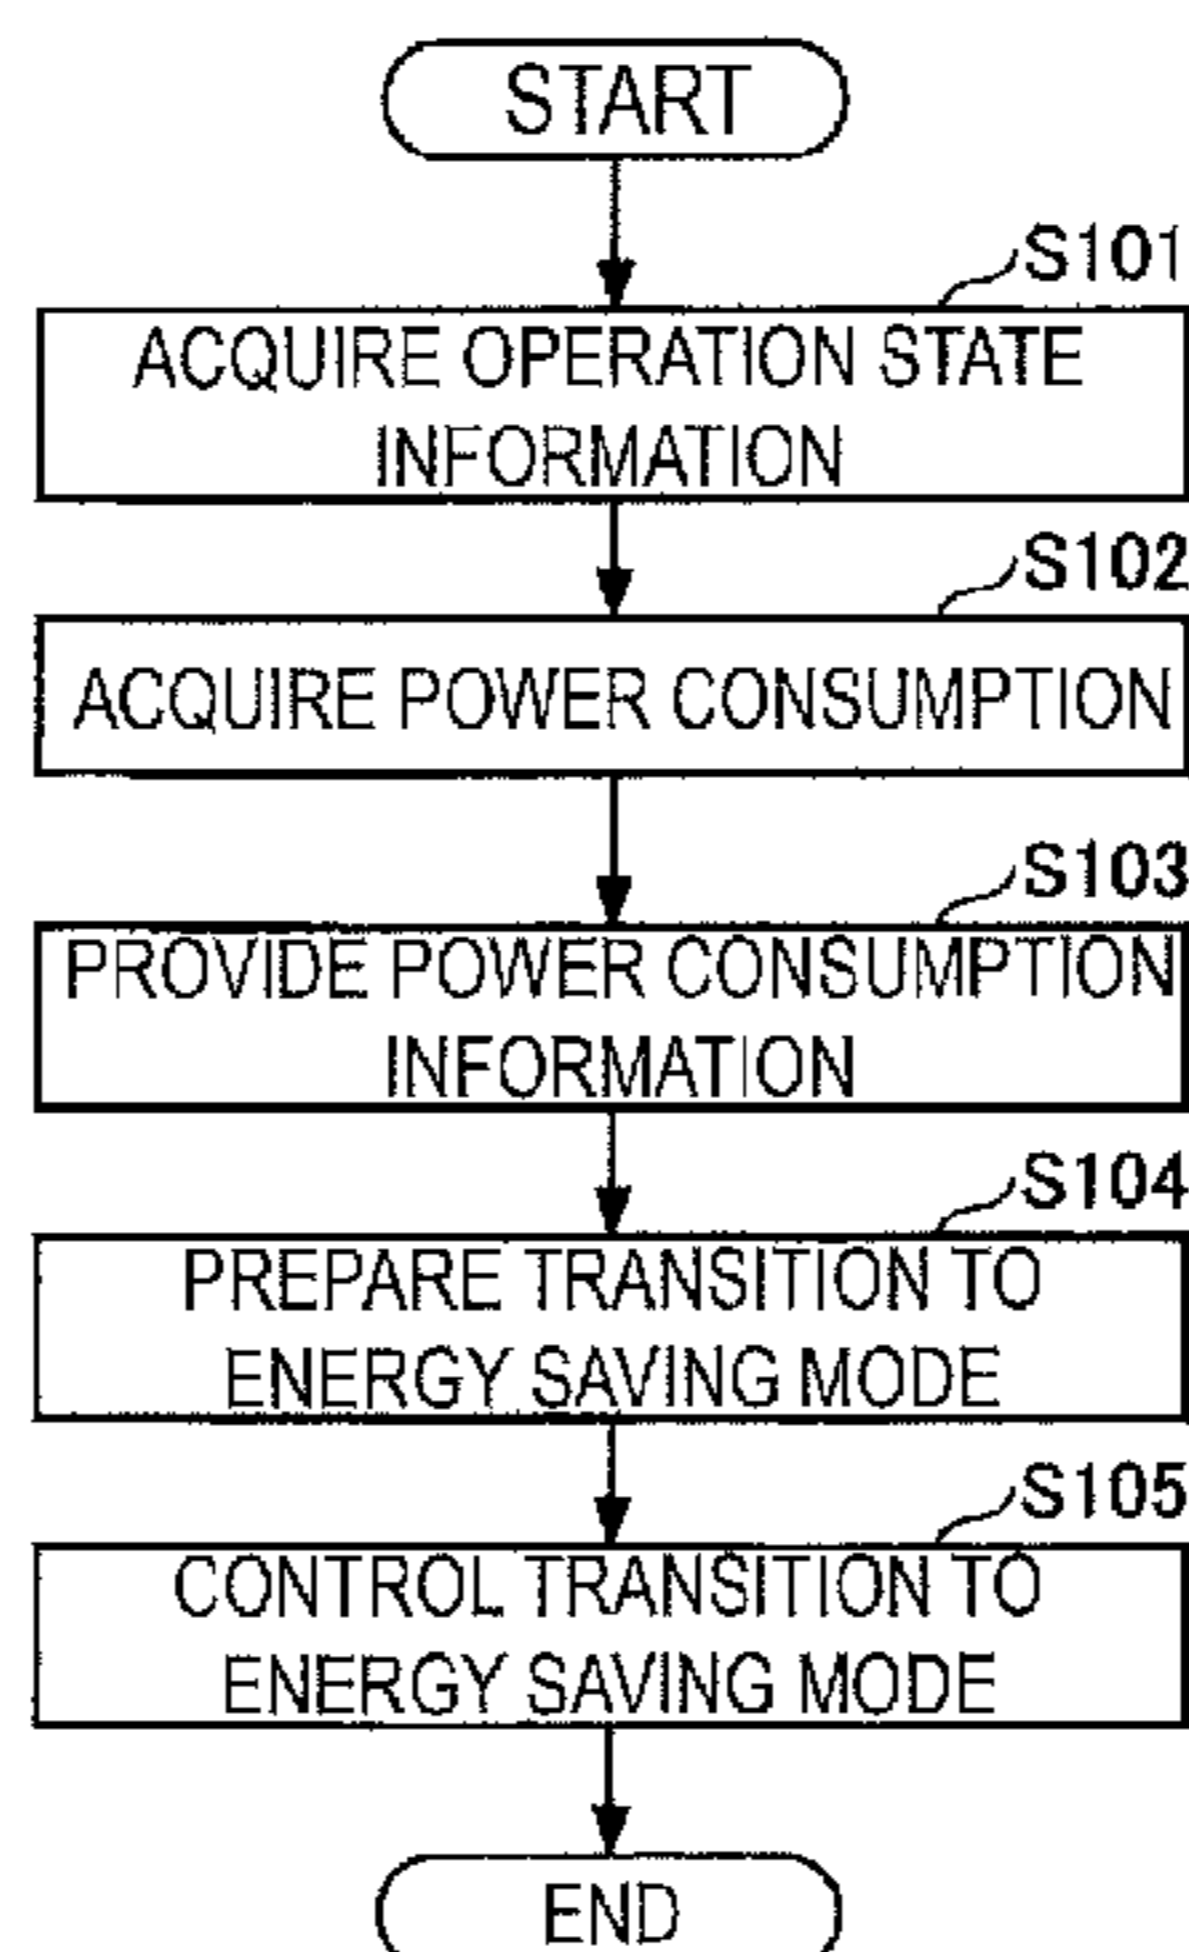 START
S101
ACQUIRE OPERATION STATE
INFORMATION
S102
ACQUIRE POWER CONSUMPTION
S103
PROVIDE POWER CONSUMPTION
INFORMATION
S104
PREPARE TRANSITION TO
ENERGY SAVING MODE
S105
CONTROL TRANSITION TO
ENERGY SAVING MODE
END